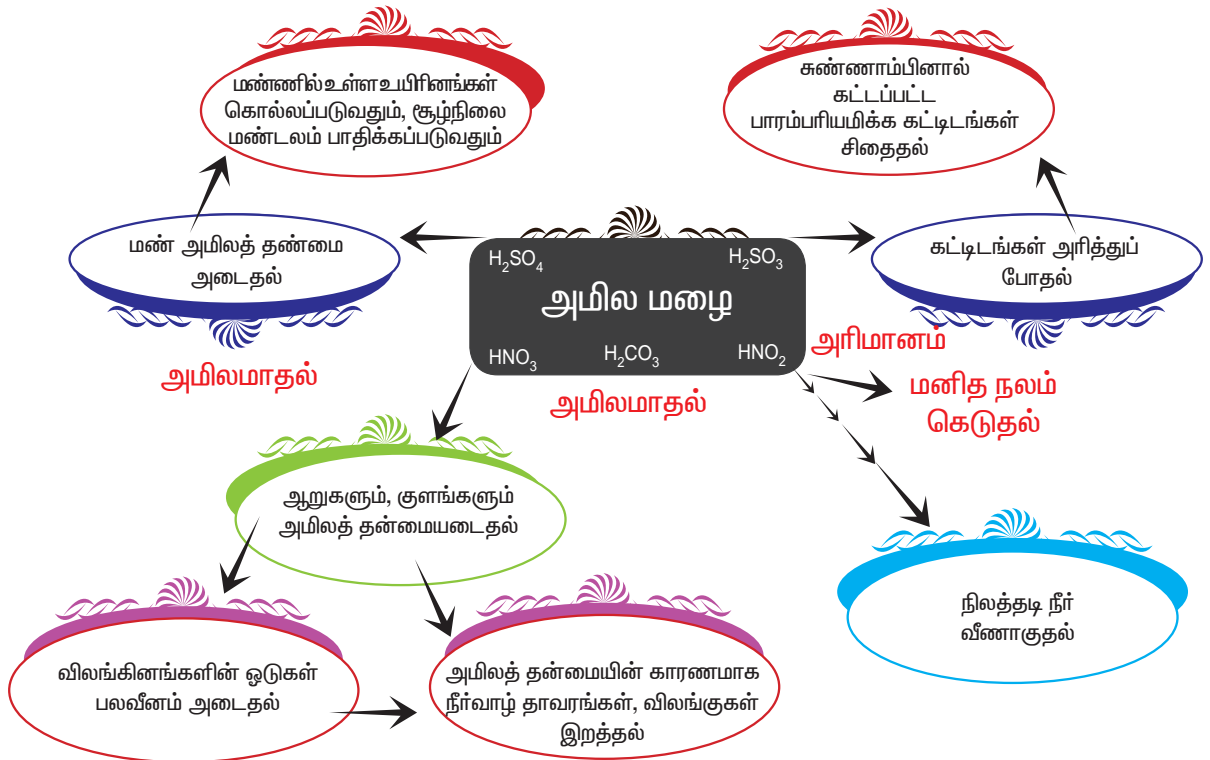 மண்ணில் உள்ள உயிரினங்கள்
கொல்லப்படுவதும், சூழ்நிலை
மண்டலம் பாதிக்கப்படுவதும்
சுண்ணாம்பினால்
கட்டப்பட்ட
பாரம்பரியமிக்க கட்டிடங்கள்
சிதைதல்
மண் அமிலத் தண்மை
அடைதல்
H₂SO₄ H₂SO₃
அமில மழை
HNO₃ H₂CO₃ HNO₂
கட்டிடங்கள் அரித்துப்
போதல்
அமிலமாதல்
அமிலமாதல்
அரிமானம்
மனித நலம்
கெடுதல்
ஆறுகளும், குளங்களும்
அமிலத் தன்மையடைதல்
நிலத்தடி நீர்
வீணாகுதல்
விலங்கினங்களின் ஒடுகள்
பலவீனம் அடைதல்
அமிலத் தன்மையின் காரணமாக
நீர்வாழ் தாவரங்கள், விலங்குகள்
இறத்தல்